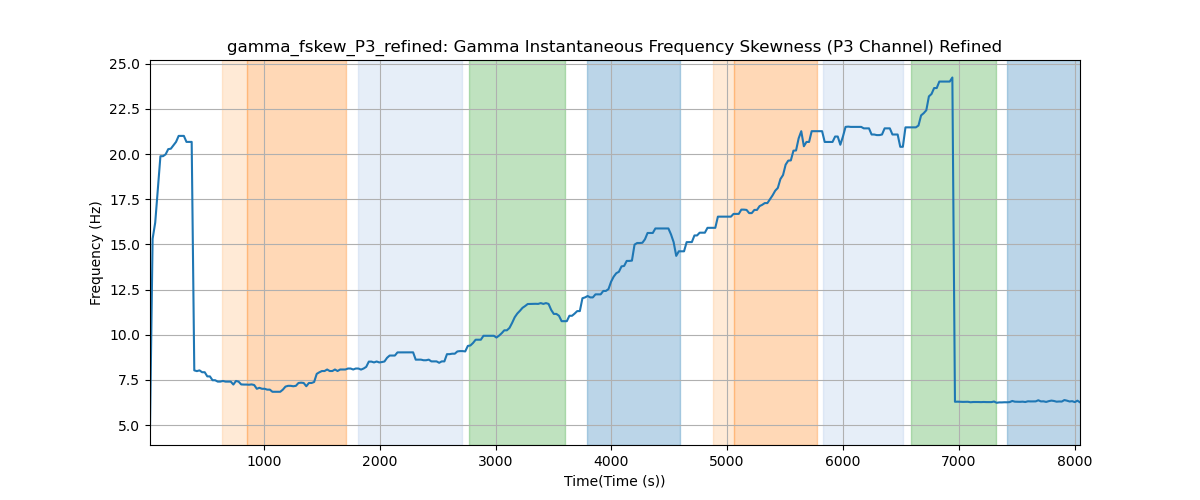 gamma_fskew_P3_refined: Gamma Instantaneous Frequency Skewness (P3 Channel) Refined
25.0
22.5
20.0
17.5
15.0
12.5
10.0
7.5
5.0
Frequency (Hz)
1000 2000 3000 4000 5000 6000 7000 8000
Time(Time (s))